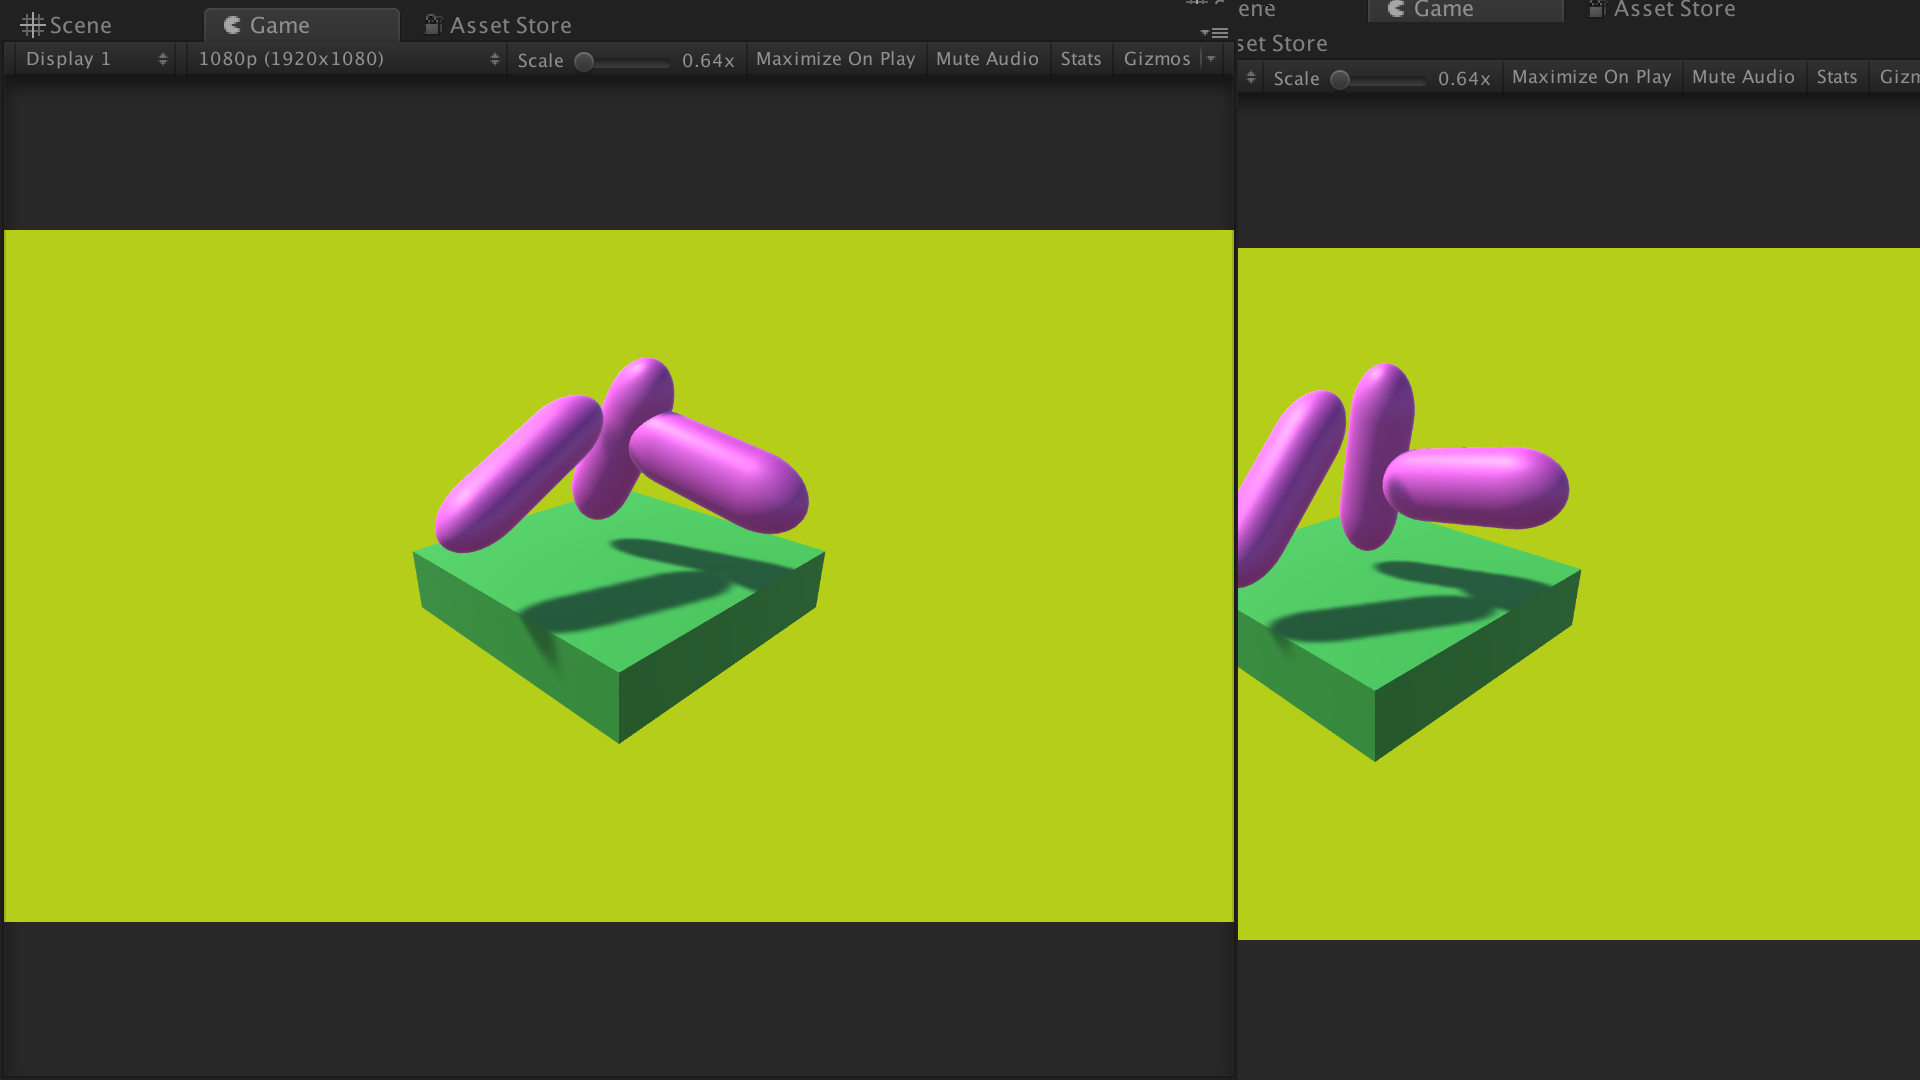 Scene Game Asset Store
Display 1 1080p (1920x1080) Scale 0.64x Maximize On Play Mute Audio Stats Gizmos
ene Game Asset Store
set Store
Scale 0.64x Maximize On Play Mute Audio Stats Gizm